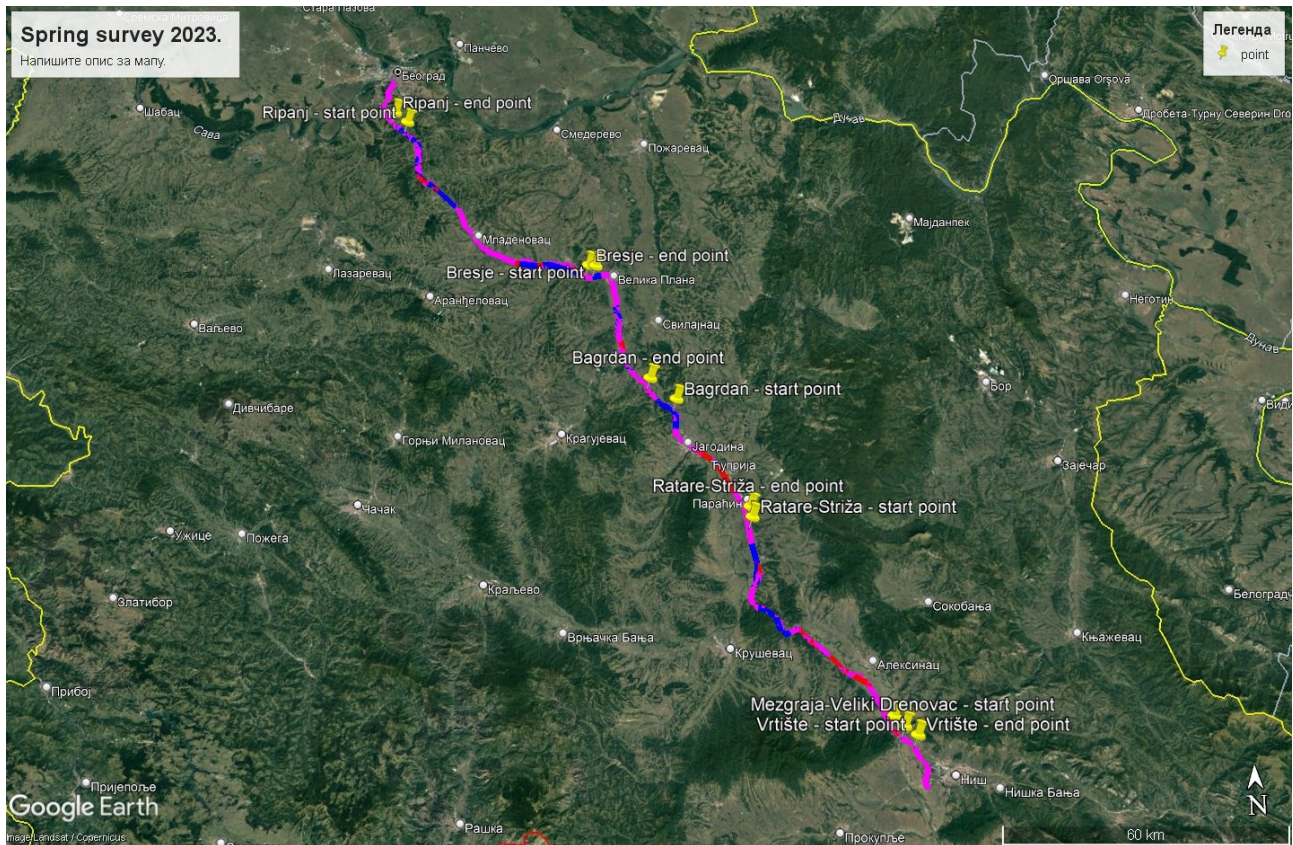 Spring survey 2023.
Напишите опис за мапу.
Легенда
point
Стара Пазова
Сремска Митровица
Панчево
Београд
Оршава Orşova
Шабац
Сава
Ripanj - start point
Ripanj - end point
Смедерево
Дунав
Дробета-Турну Северин Dro
Пожаревац
Мајданпек
Младеновац
Лазаревац
Bresje - start point
Bresje - end point
Велика Плана
Аранђеловац
Неготин
Ваљево
Свилајнац
Дунав
Bagrdan - end point
Bagrdan - start point
Бор
Види
Дивчибаре
Горњи Милановац
Крагујевац
Јагодина
Ћуприја
Зајечар
Ratare-Striža - end point
Параћин
Ratare-Striža - start point
Чачак
Ужице
Пожега
Краљево
Златибор
Сокобања
Белоградч
Врњачка Бања
Крушевац
Књажевац
Алексинац
Прибој
Mezgraja-Veliki Drenovac - start point
Vrtište - start point
Vrtište - end point
Ниш
Нишка Бања
Пријепоље
Google Earth
Image Landsat / Copernicus
Рашка
Прокупље
N
60 km